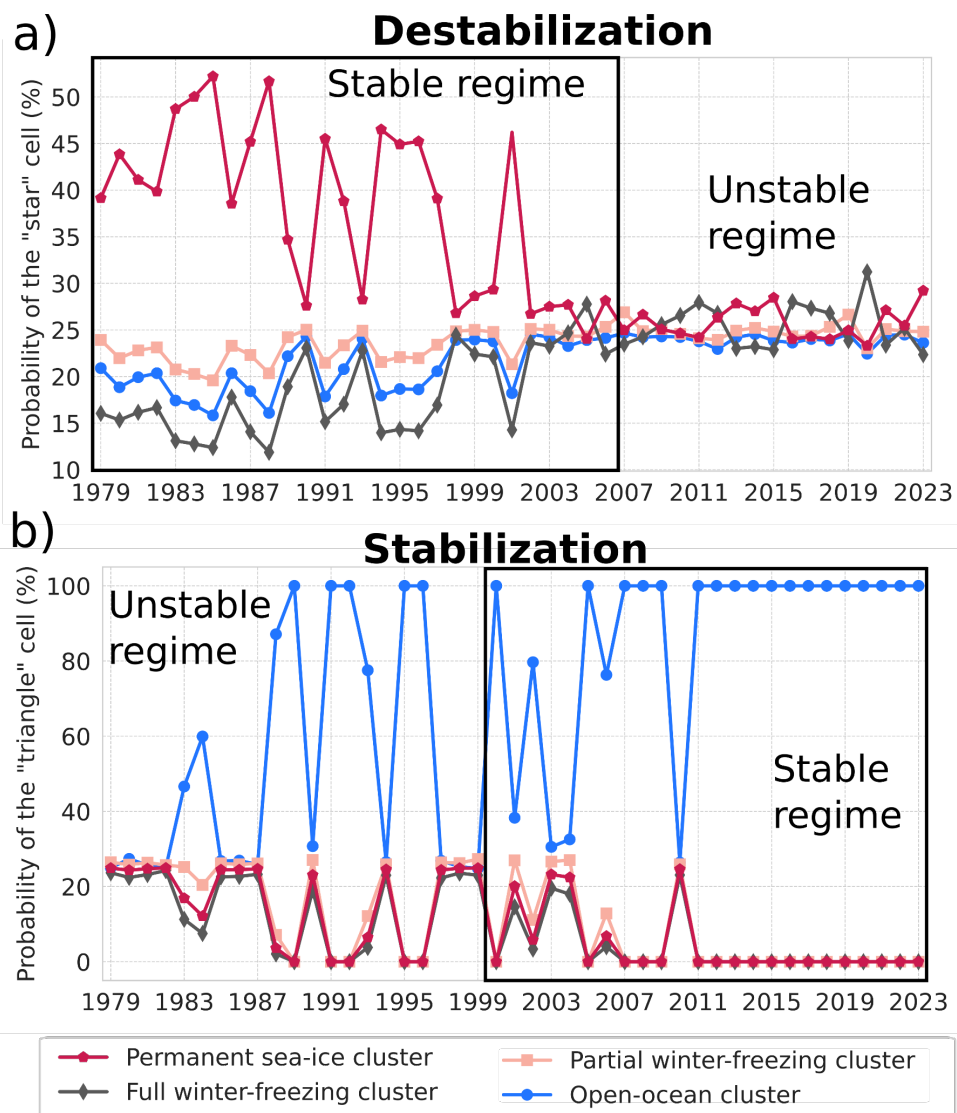 a)
Destabilization
Probability of the "star" cell (%)
Stable regime
Unstable
regime
50
45
40
35
30
25
20
15
10
1979 1983 1987 1991 1995 1999 2003 2007 2011 2015 2019 2023
b)
Stabilization
Probability of the "triangle" cell (%)
Unstable
regime
Stable
regime
100
80
60
40
20
0
1979 1983 1987 1991 1995 1999 2003 2007 2011 2015 2019 2023
Permanent sea-ice cluster
Full winter-freezing cluster
Partial winter-freezing cluster
Open-ocean cluster